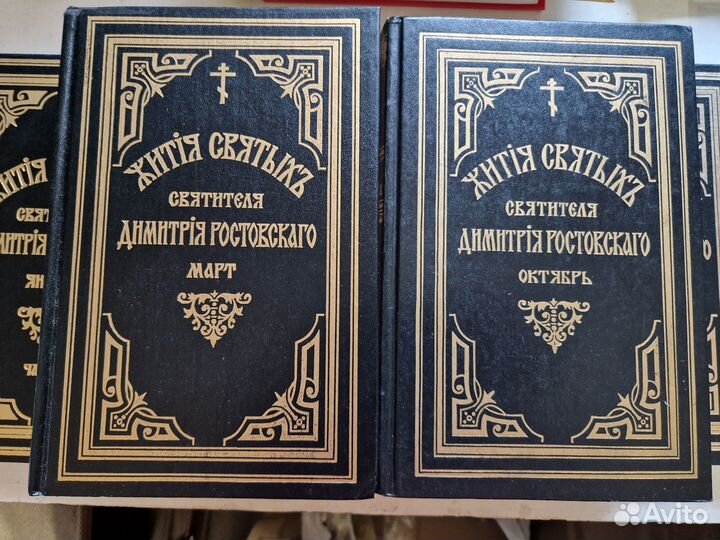 ЖИТІЯ СВЯТЫХЪ
СВЯТИТЕЛЯ
ДИМИТРІЯ РОСТОВСКАГО
МАРТ
ЖИТІЯ СВЯТЫХЪ
СВЯТИТЕЛЯ
ДИМИТРІЯ РОСТОВСКАГО
ОКТЯБРЬ
Avito